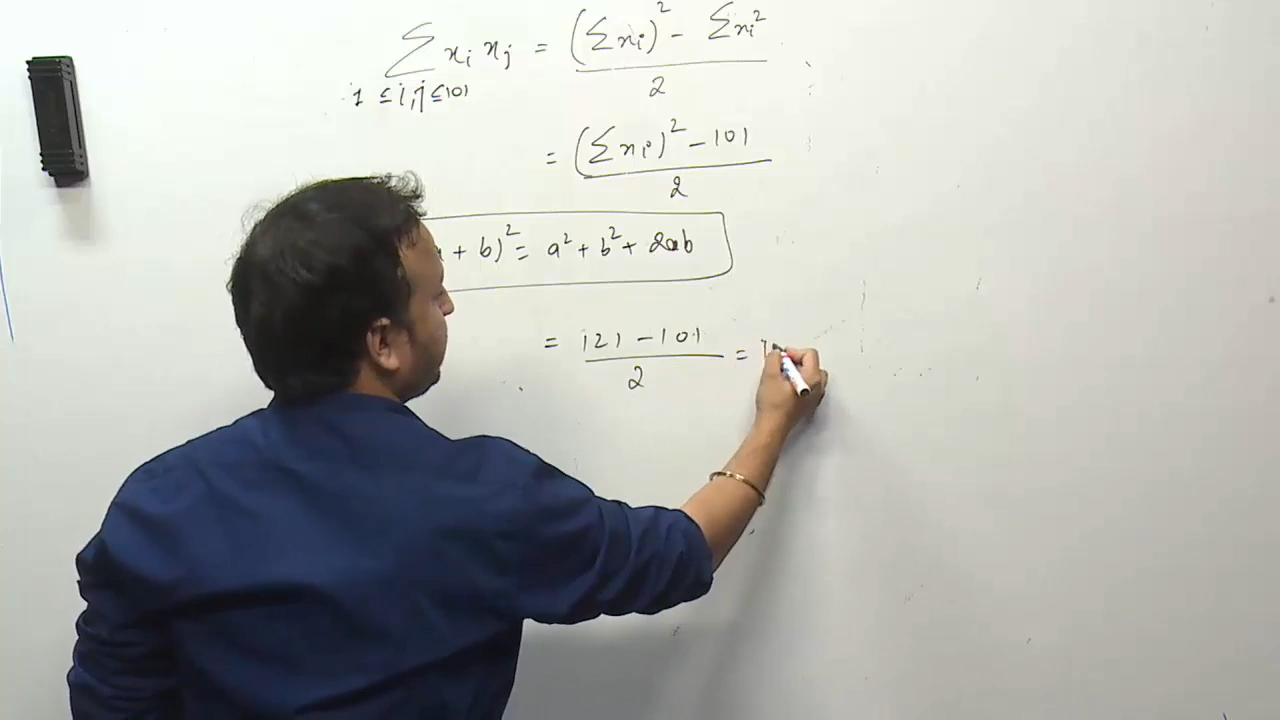 ∑ xᵢ xⱼ = (∑xᵢ)² - ∑xᵢ² / 2
1 ≤ i,j ≤ 101
= (∑xᵢ)² - 101 / 2
+ b)² = a² + b² + 2ab
= 121 - 101 / 2 =